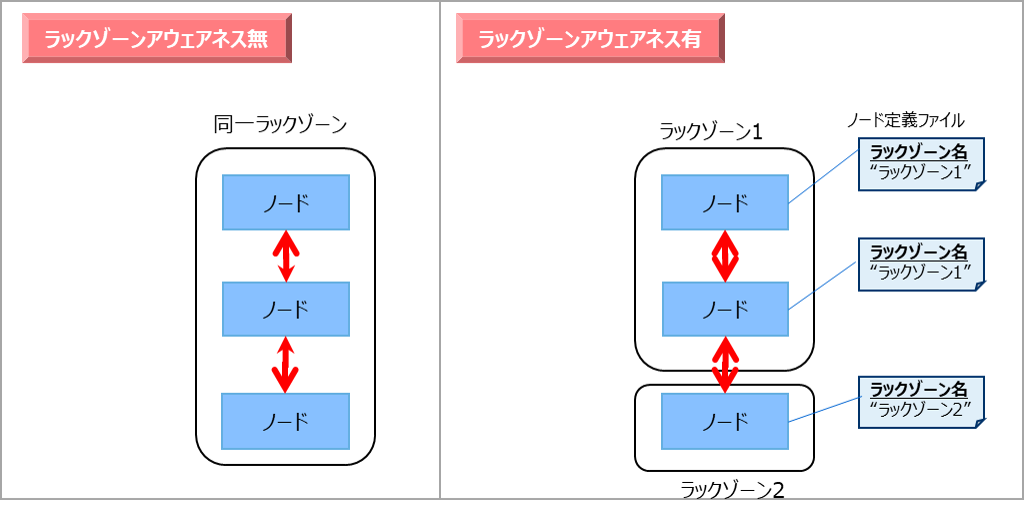 ラックゾーンアウェアネス無
同一ラックゾーン
ノード
ノード
ノード
ラックゾーンアウェアネス有
ラックゾーン1
ノード定義ファイル
ノード
ラックゾーン名
“ラックゾーン1”
ノード
ラックゾーン名
“ラックゾーン1”
ノード
ラックゾーン名
“ラックゾーン2”
ラックゾーン2